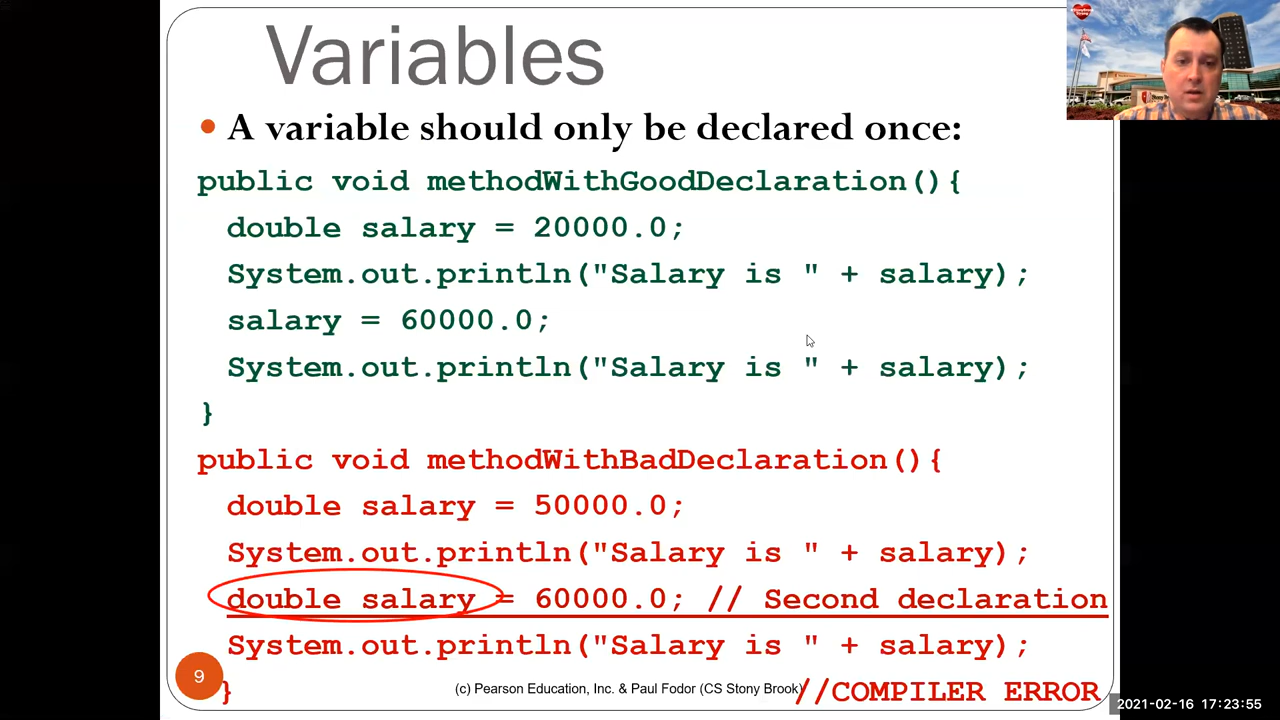 Variables
A variable should only be declared once:
public void methodWithGoodDeclaration(){
double salary = 20000.0;
System.out.println("Salary is " + salary);
salary = 60000.0;
System.out.println("Salary is " + salary);
}
public void methodWithBadDeclaration(){
double salary = 50000.0;
System.out.println("Salary is " + salary);
double salary = 60000.0; // Second declaration
System.out.println("Salary is " + salary);
} //COMPILER ERROR
9
(c) Pearson Education, Inc. & Paul Fodor (CS Stony Brook)
2021-02-16 17:23:55